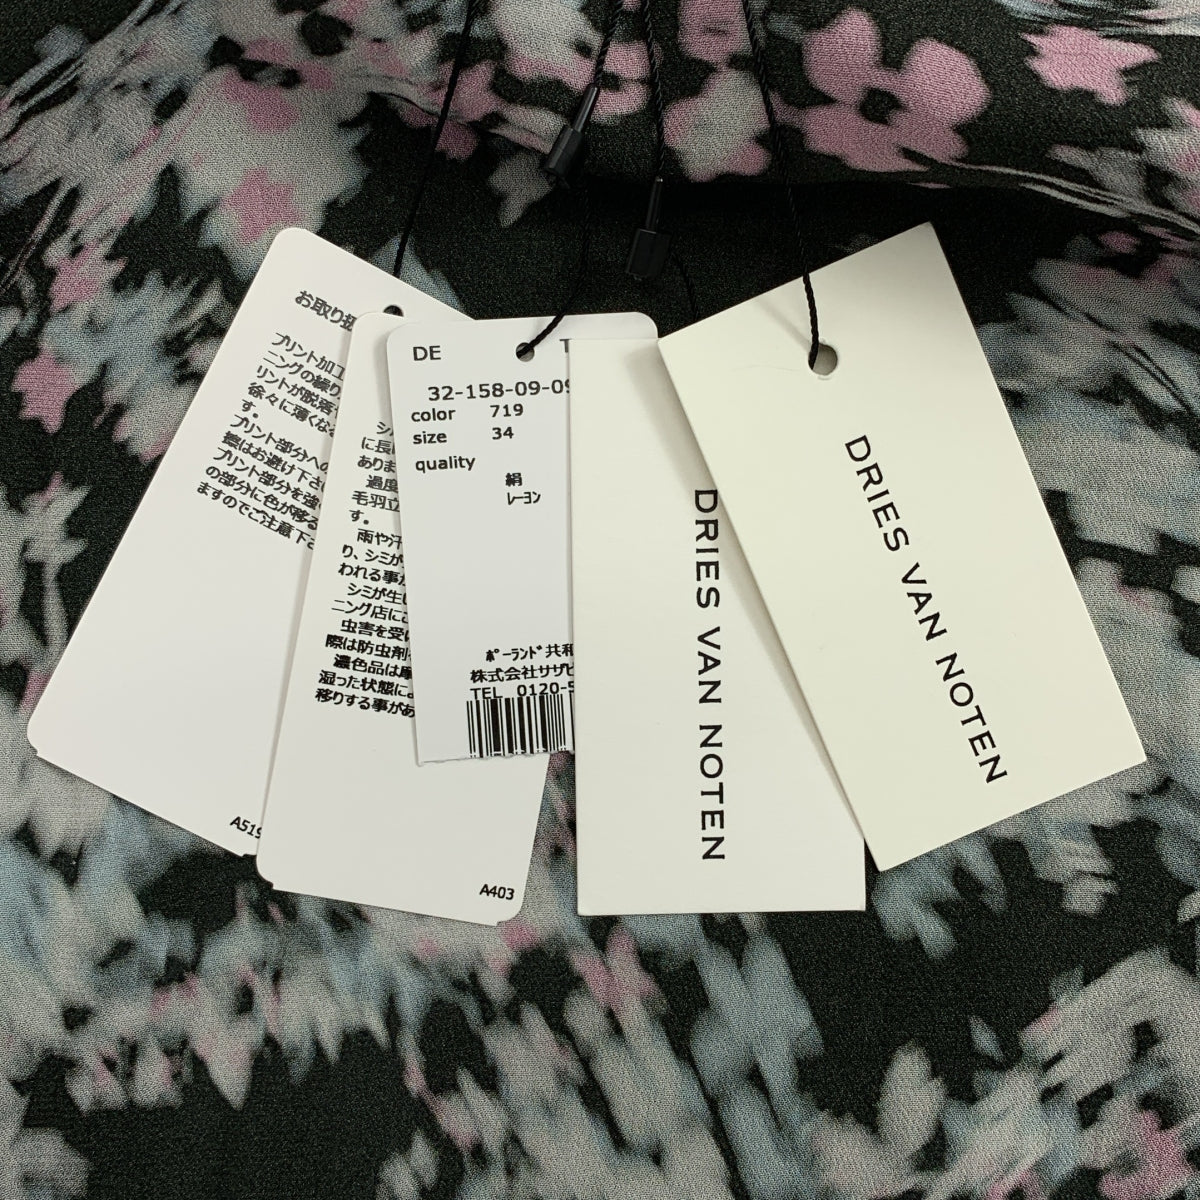 お取り扱
プリント加工
ニングの繰り
リントが脱落
徐々に薄くなる
す。
プリント部分への
擦はお避け下さ
プリント部分を強
の部分に色が移る
ますのでご注意下さ
A519
シル
に長
ありま
過度
毛羽立
す。
雨や汗
り、シミが
われる事が
シミが生じ
ニング店にご
虫害を受け
際は防虫剤
濃色品は摩
湿った状態に
移りする事があ
A403
DE
32-158-09-09
color 719
size 34
quality
絹
レーヨン
ポーランド共和
株式会社サザビ
TEL 0120-5
DRIES VAN NOTEN
DRIES VAN NOTEN